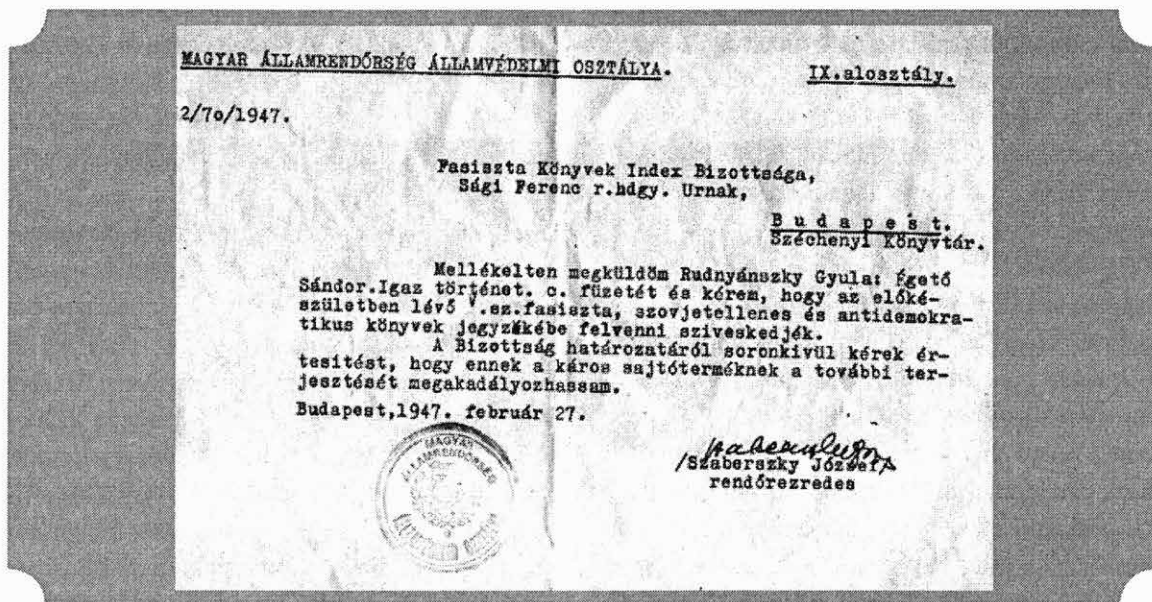 MAGYAR ÁLLAMRENDŐRSÉG ÁLLAMVÉDELMI OSZTÁLYA.
IX.alosztály.
2/7o/1947.
Fasiszta Könyvek Index Bizottsága,
Sági Ferenc r.hdgy. Urnak,
Budapest.
Széchenyi Könyvtár.
Mellékelten megküldöm Rudnyánszky Gyula: Égető
Sándor.Igaz történet. c. füzetét és kérem, hogy az előké-
születben lévő V.sz.fasiszta, szovjetellenes és antidemokra-
tikus könyvek jegyzékébe felvenni sziveskedjék.
A Bizottság határozatáról soronkivül kérek ér-
tesitést, hogy ennek a káros sajtóterméknek a további ter-
jesztését megakadályozhassam.
Budapest,1947. február 27.
MAGYAR
ÁLLAMRENDŐRSÉG
/Szaberszky József/
rendőrezredes